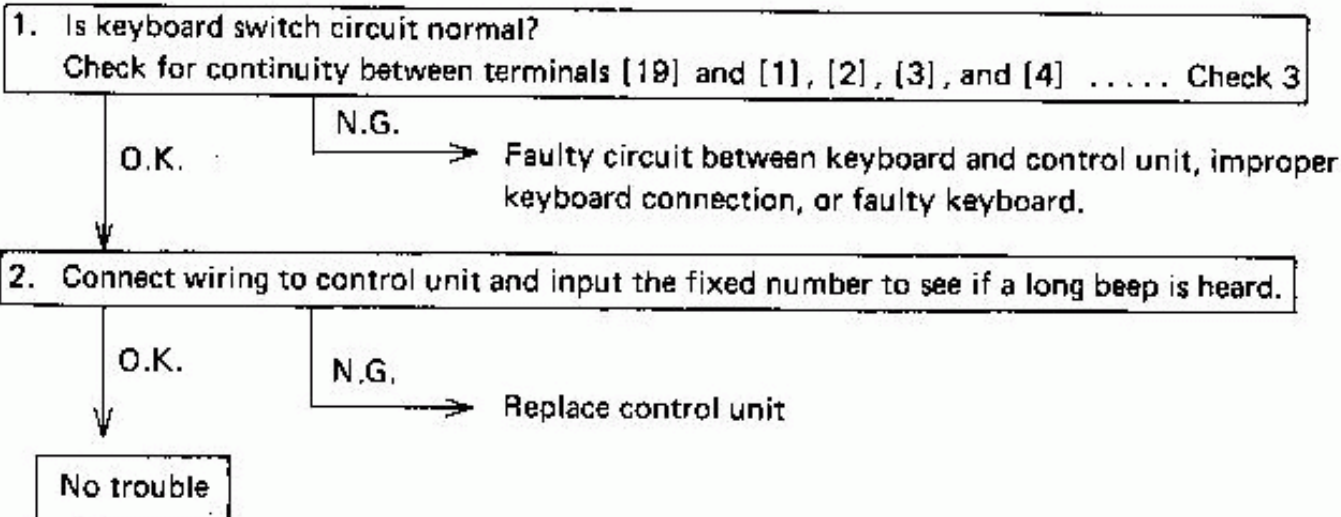 1. Is keyboard switch circuit normal?
Check for continuity between terminals [19] and [1], [2], [3], and [4] ..... Check 3
N.G.
O.K.
Faulty circuit between keyboard and control unit, improper
keyboard connection, or faulty keyboard.
2. Connect wiring to control unit and input the fixed number to see if a long beep is heard.
O.K.
N.G.
Replace control unit
No trouble